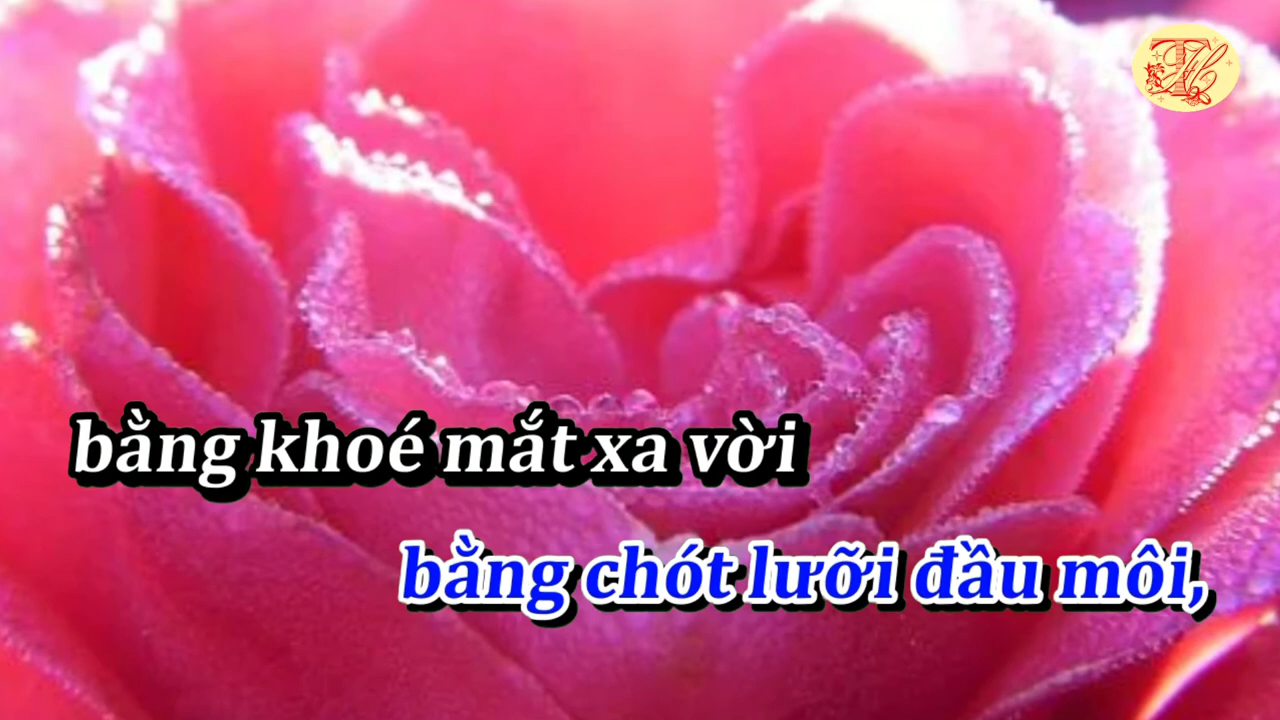 bằng khoé mắt xa vời
bằng chót lưỡi đầu môi,